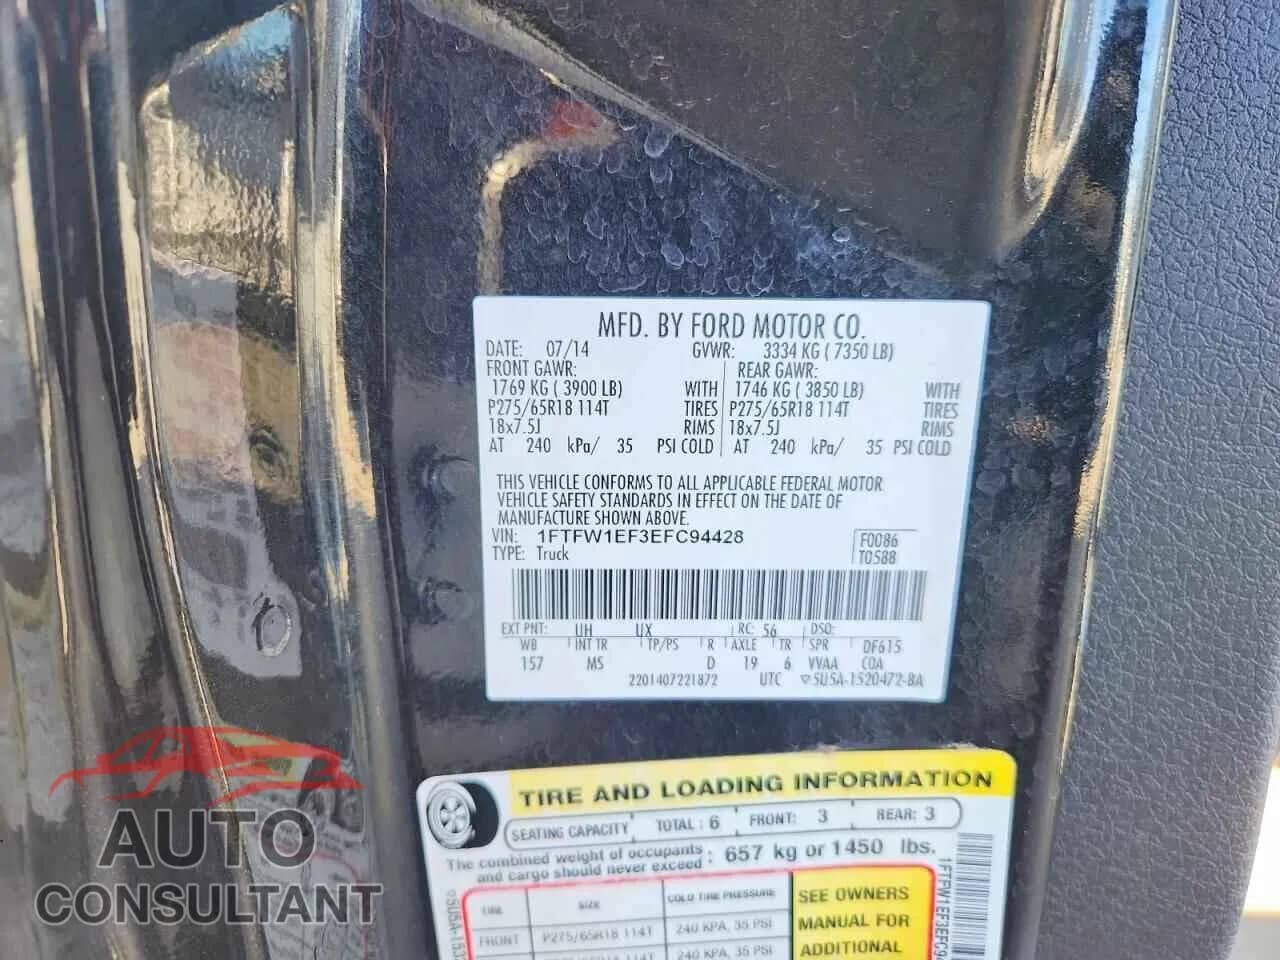 MFD. BY FORD MOTOR CO.
DATE: 07/14 GVWR: 3334 KG ( 7350 LB)
FRONT GAWR: REAR GAWR:
1769 KG ( 3900 LB) WITH 1746 KG ( 3850 LB) WITH
P275/65R18 114T TIRES P275/65R18 114T TIRES
18x7.5J RIMS 18x7.5J RIMS
AT 240 kPa/ 35 PSI COLD AT 240 kPa/ 35 PSI COLD
THIS VEHICLE CONFORMS TO ALL APPLICABLE FEDERAL MOTOR
VEHICLE SAFETY STANDARDS IN EFFECT ON THE DATE OF
MANUFACTURE SHOWN ABOVE.
VIN: 1FTFW1EF3EFC94428 F0086
TYPE: Truck T0588
EXT PNT: UH UX RC: 56 DSO:
WB INT TR TP/PS R AXLE TR SPR DF615
157 MS D 19 6 VVAA COA
2201407221872 UTC ▽5U5A-1520472-8A
TIRE AND LOADING INFORMATION
SEATING CAPACITY TOTAL : 6 FRONT: 3 REAR: 3
The combined weight of occupants
and cargo should never exceed : 657 kg or 1450 lbs.
TIRE SIZE COLD TIRE PRESSURE
FRONT P275/65R18 114T 240 KPA, 35 PSI
SEE OWNERS
MANUAL FOR
ADDITIONAL
1FTFW1EF3EFC94
AUTO
CONSULTANT